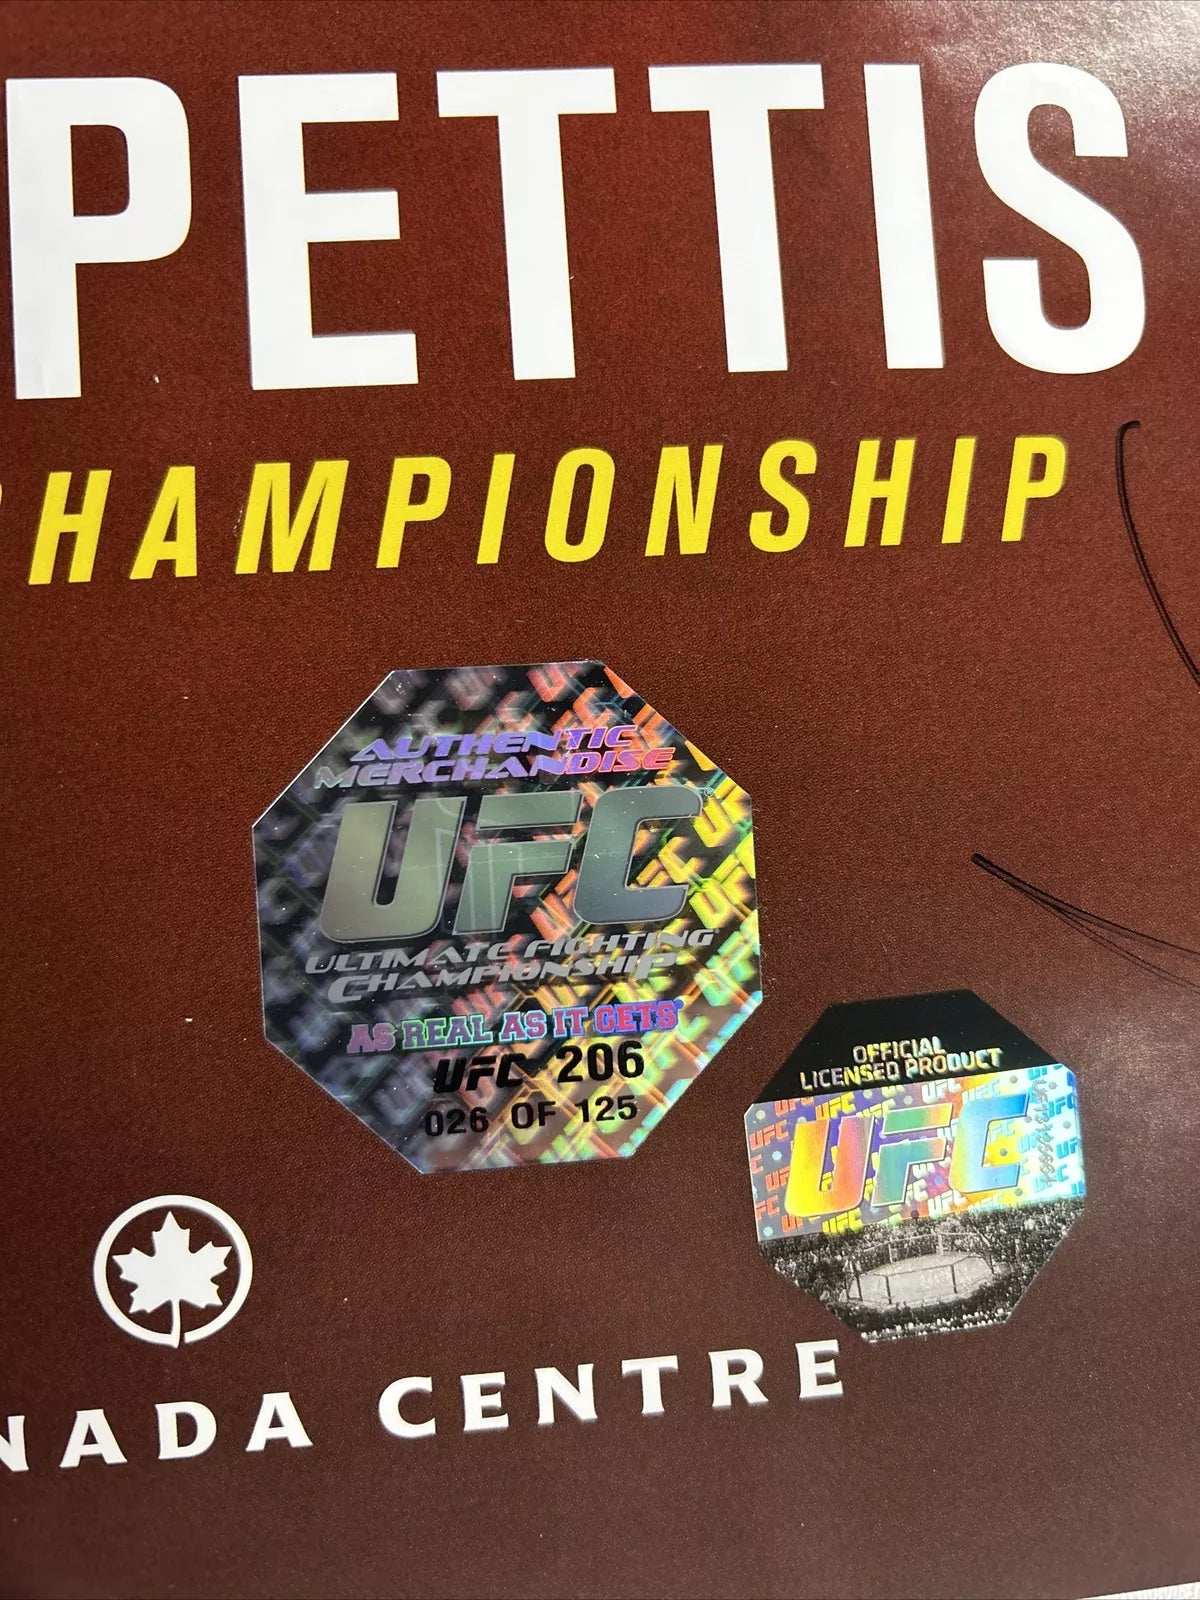 PETTIS
HAMPIONSHIP
AUTHENTIC
MERCHANDISE
UFC®
ULTIMATE FIGHTING
CHAMPIONSHIP®
AS REAL AS IT GETS®
UFC 206
026 OF 125
OFFICIAL
LICENSED PRODUCT
UFC
NADA CENTRE